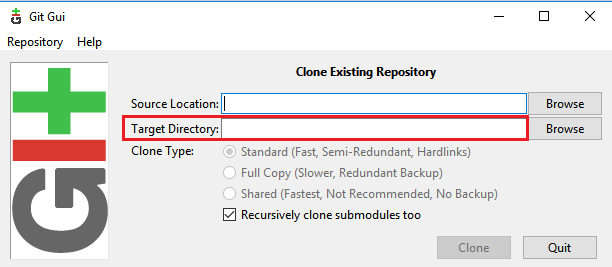 Git Gui
Repository Help
Clone Existing Repository
Source Location: Browse
Target Directory: Browse
Clone Type: Standard (Fast, Semi-Redundant, Hardlinks)
Full Copy (Slower, Redundant Backup)
Shared (Fastest, Not Recommended, No Backup)
Recursively clone submodules too
Clone Quit
GIT